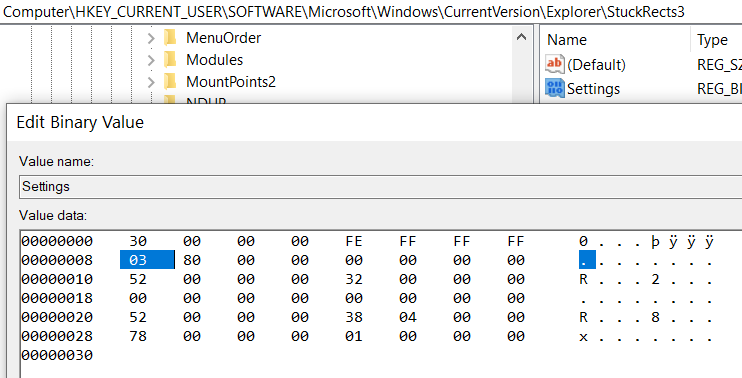 Computer\HKEY_CURRENT_USER\SOFTWARE\Microsoft\Windows\CurrentVersion\Explorer\StuckRects3
MenuOrder
Modules
MountPoints2
Name Type
ab (Default) REG_SZ
Settings REG_BI
Edit Binary Value
Value name:
Settings
Value data:
00000000 30 00 00 00 FE FF FF FF 0 . . . þ ÿ ÿ ÿ
00000008 03 80 00 00 00 00 00 00 . . . . . . . .
00000010 52 00 00 00 32 00 00 00 R . . . 2 . . .
00000018 00 00 00 00 00 00 00 00 . . . . . . . .
00000020 52 00 00 00 38 04 00 00 R . . . 8 . . .
00000028 78 00 00 00 01 00 00 00 x . . . . . . .
00000030